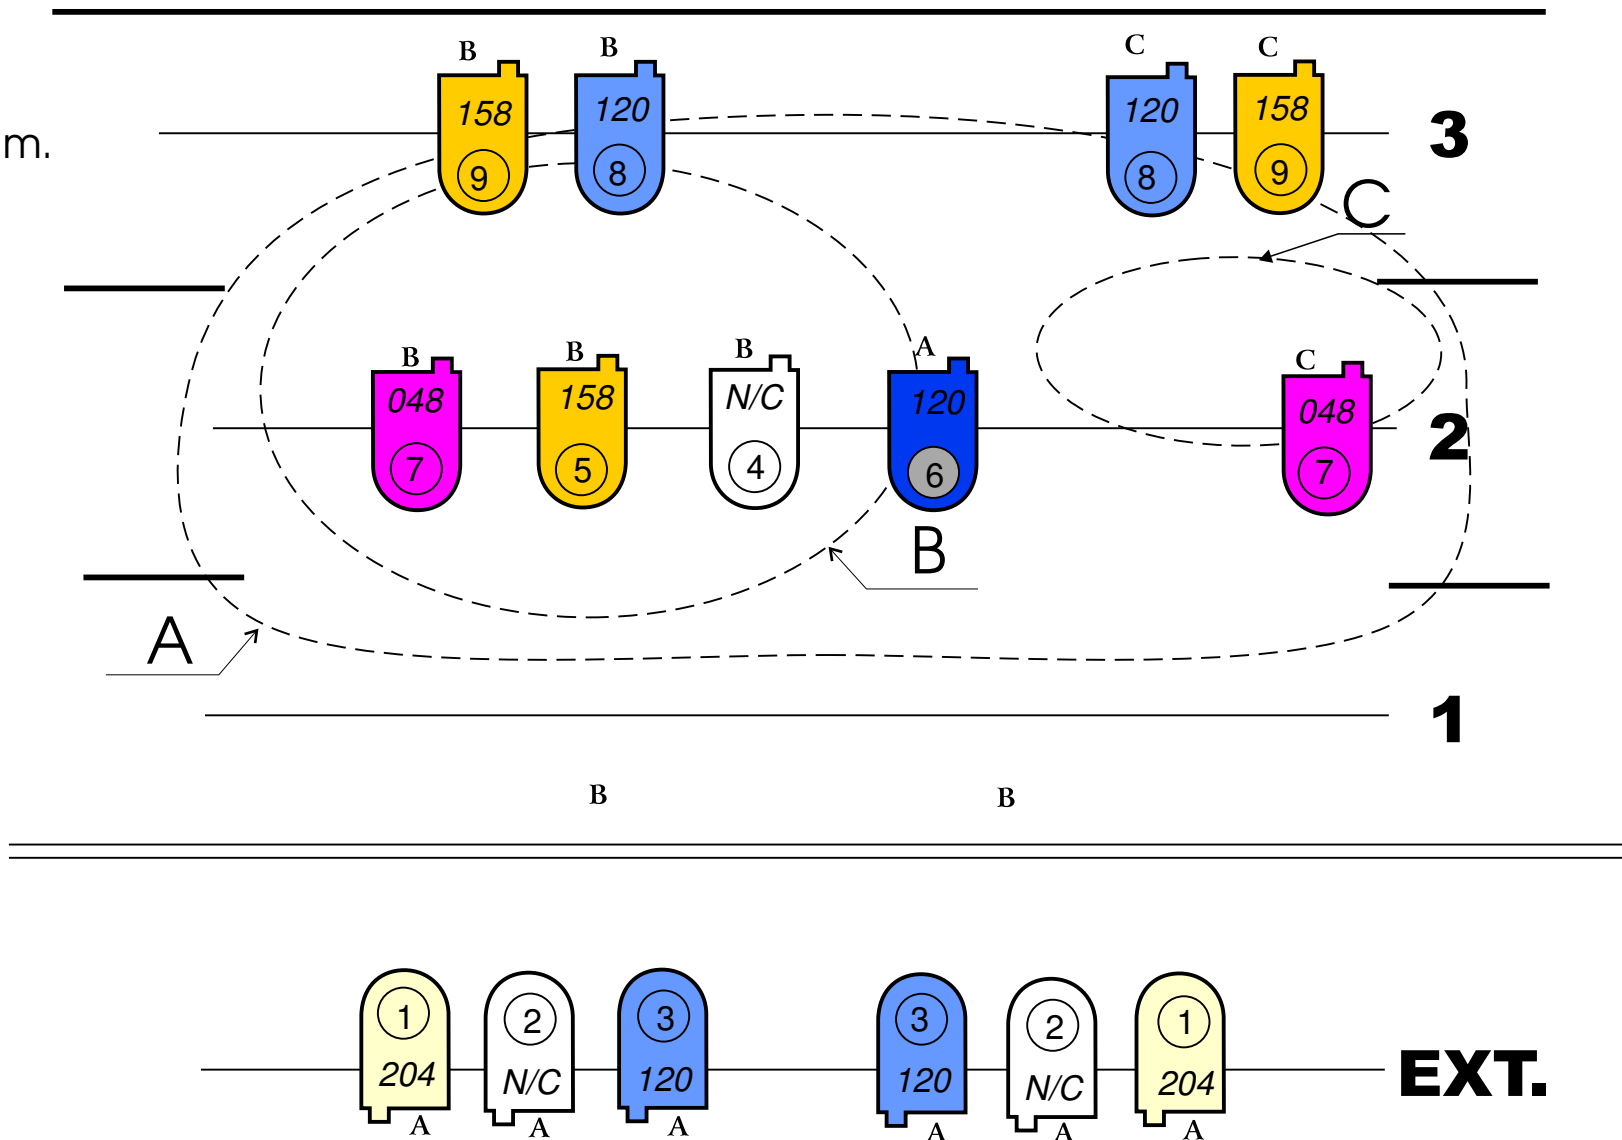 B B C C
158 120 120 158
m. 9 8 8 9 3
C
B B B A C
048 158 N/C 120 048
7 5 4 6 7 2
B
A
1
B B
1 2 3 3 2 1
204 N/C 120 120 N/C 204 EXT.
A A A A A A